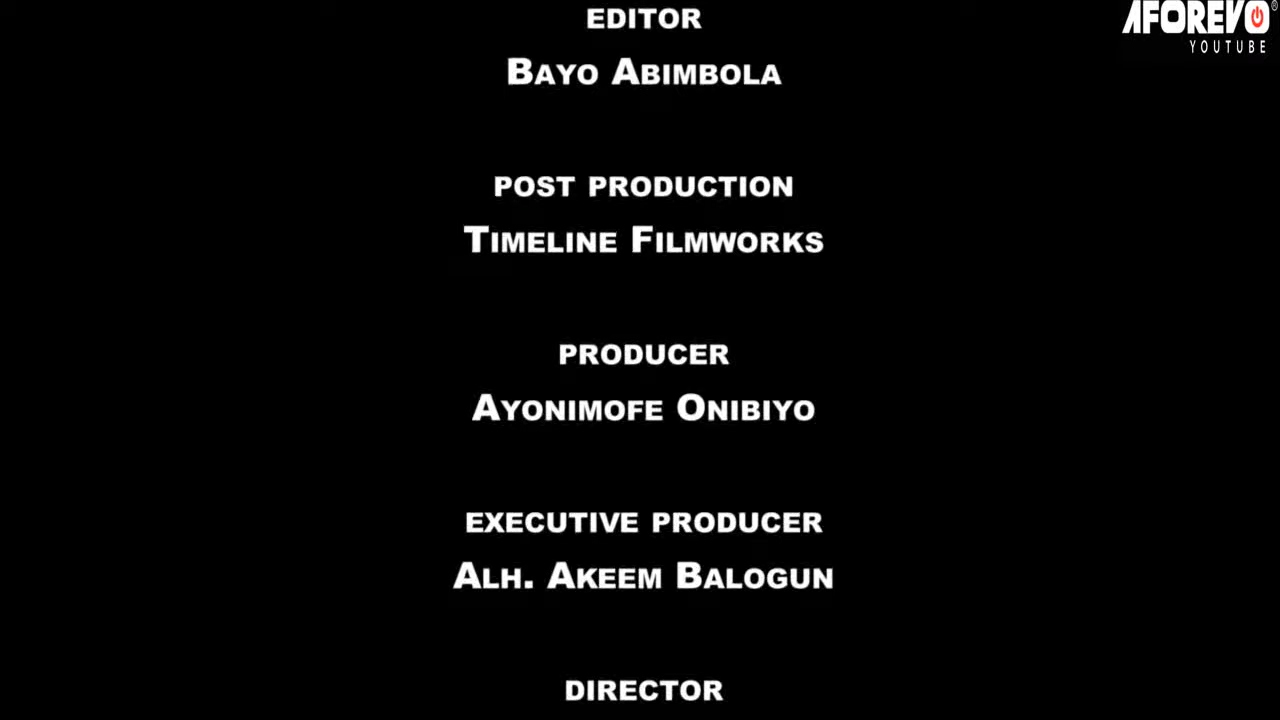 EDITOR
AFOREVO®
YOUTUBE
BAYO ABIMBOLA
POST PRODUCTION
TIMELINE FILMWORKS
PRODUCER
AYONIMOFE ONIBIYO
EXECUTIVE PRODUCER
ALH. AKEEM BALOGUN
DIRECTOR